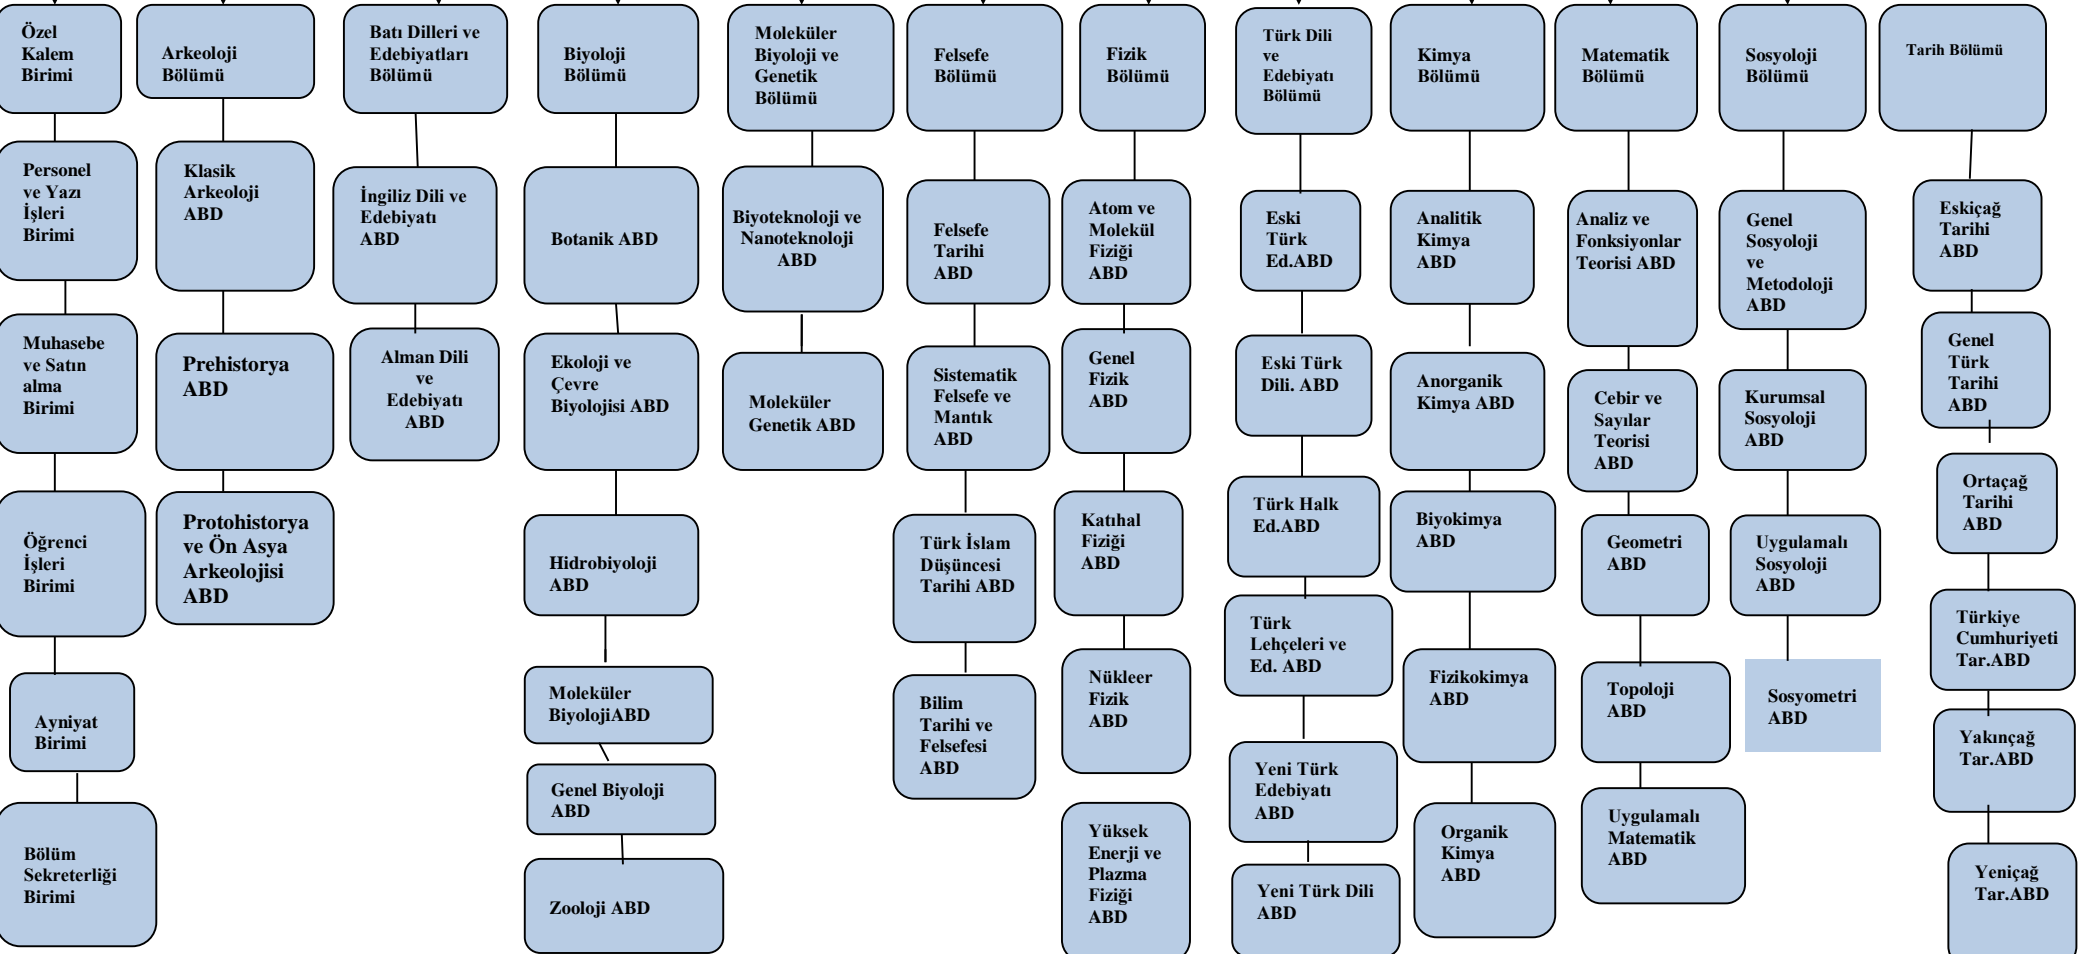 Özel
Kalem
Birimi
Personel
ve Yazı
İşleri
Birimi
Muhasebe
ve Satın
alma
Birimi
Öğrenci
İşleri
Birimi
Ayniyat
Birimi
Bölüm
Sekreterliği
Birimi
Arkeoloji
Bölümü
Klasik
Arkeoloji
ABD
Prehistorya
ABD
Protohistorya
ve Ön Asya
Arkeolojisi
ABD
Batı Dilleri ve
Edebiyatları
Bölümü
İngiliz Dili ve
Edebiyatı
ABD
Alman Dili
ve
Edebiyatı
ABD
Biyoloji
Bölümü
Botanik ABD
Ekoloji ve
Çevre
Biyolojisi ABD
Hidrobiyoloji
ABD
Moleküler
BiyolojiABD
Genel Biyoloji
ABD
Zooloji ABD
Moleküler
Biyoloji ve
Genetik
Bölümü
Biyoteknoloji ve
Nanoteknoloji
ABD
Moleküler
Genetik ABD
Felsefe
Bölümü
Felsefe
Tarihi
ABD
Sistematik
Felsefe ve
Mantık
ABD
Türk İslam
Düşüncesi
Tarihi ABD
Bilim
Tarihi ve
Felsefesi
ABD
Fizik
Bölümü
Atom ve
Molekül
Fiziği
ABD
Genel
Fizik
ABD
Katıhal
Fiziği
ABD
Nükleer
Fizik
ABD
Yüksek
Enerji ve
Plazma
Fiziği
ABD
Türk Dili
ve
Edebiyatı
Bölümü
Eski
Türk
Ed.ABD
Eski Türk
Dili. ABD
Türk Halk
Ed.ABD
Türk
Lehçeleri ve
Ed. ABD
Yeni Türk
Edebiyatı
ABD
Yeni Türk Dili
ABD
Kimya
Bölümü
Analitik
Kimya
ABD
Anorganik
Kimya ABD
Biyokimya
ABD
Fizikokimya
ABD
Organik
Kimya
ABD
Matematik
Bölümü
Analiz ve
Fonksiyonlar
Teorisi ABD
Cebir ve
Sayılar
Teorisi
ABD
Geometri
ABD
Topoloji
ABD
Uygulamalı
Matematik
ABD
Sosyoloji
Bölümü
Genel
Sosyoloji
ve
Metodoloji
ABD
Kurumsal
Sosyoloji
ABD
Uygulamalı
Sosyoloji
ABD
Sosyometri
ABD
Tarih Bölümü
Eskiçağ
Tarihi
ABD
Genel
Türk
Tarihi
ABD
Ortaçağ
Tarihi
ABD
Türkiye
Cumhuriyeti
Tar.ABD
Yakınçağ
Tar.ABD
Yeniçağ
Tar.ABD